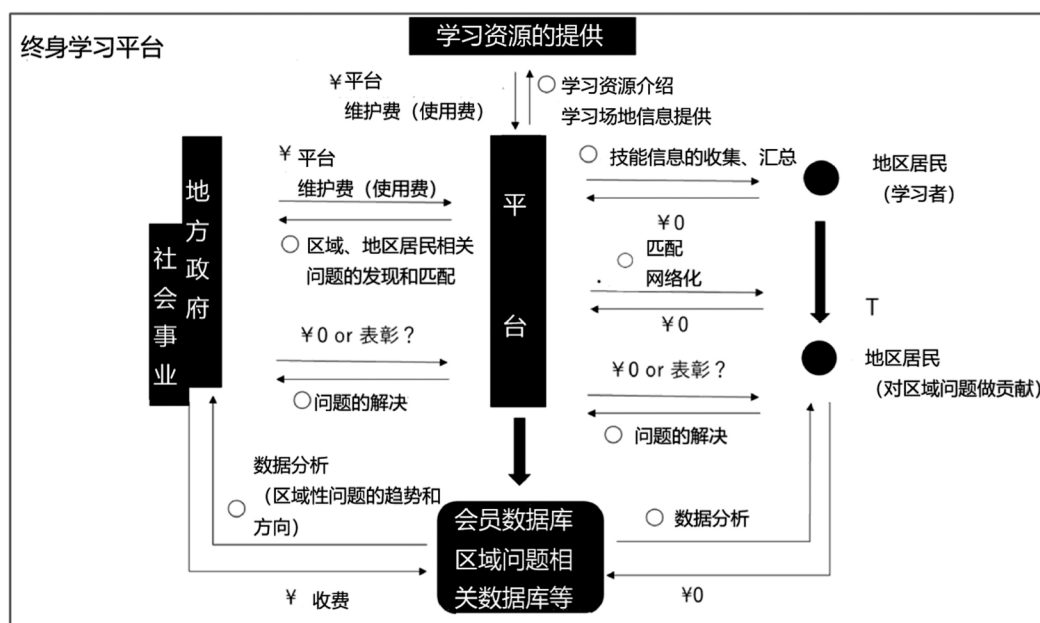 终身学习平台
学习资源的提供
¥平台
维护费（使用费）
○ 学习资源介绍
学习场地信息提供
地方政府
社会事业
¥ 平台
维护费（使用费）
○ 区域、地区居民相关
问题的发现和匹配
¥0 or 表彰？
○问题的解决
平台
○ 技能信息的收集、汇总
¥0
○ 匹配
网络化
¥0
¥0 or 表彰？
○ 问题的解决
地区居民
（学习者）
T
地区居民
（对区域问题做贡献）
数据分析
○ （区域性问题的趋势和
方向）
¥ 收费
会员数据库
区域问题相
关数据库等
○ 数据分析
¥0